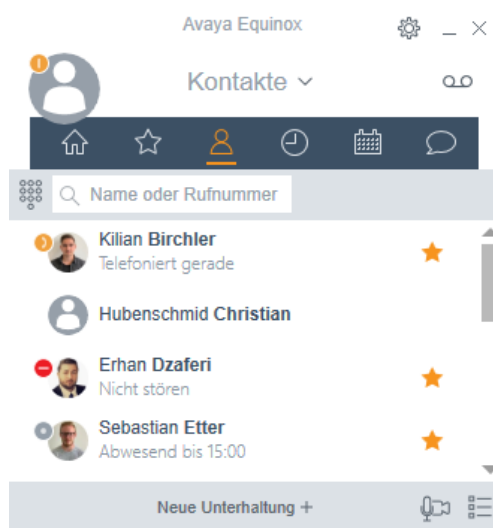 Avaya Equinox
Kontakte
Name oder Rufnummer
Kilian Birchler
Telefoniert gerade
Hubenschmid Christian
Erhan Dzaferi
Nicht stören
Sebastian Etter
Abwesend bis 15:00
Neue Unterhaltung +